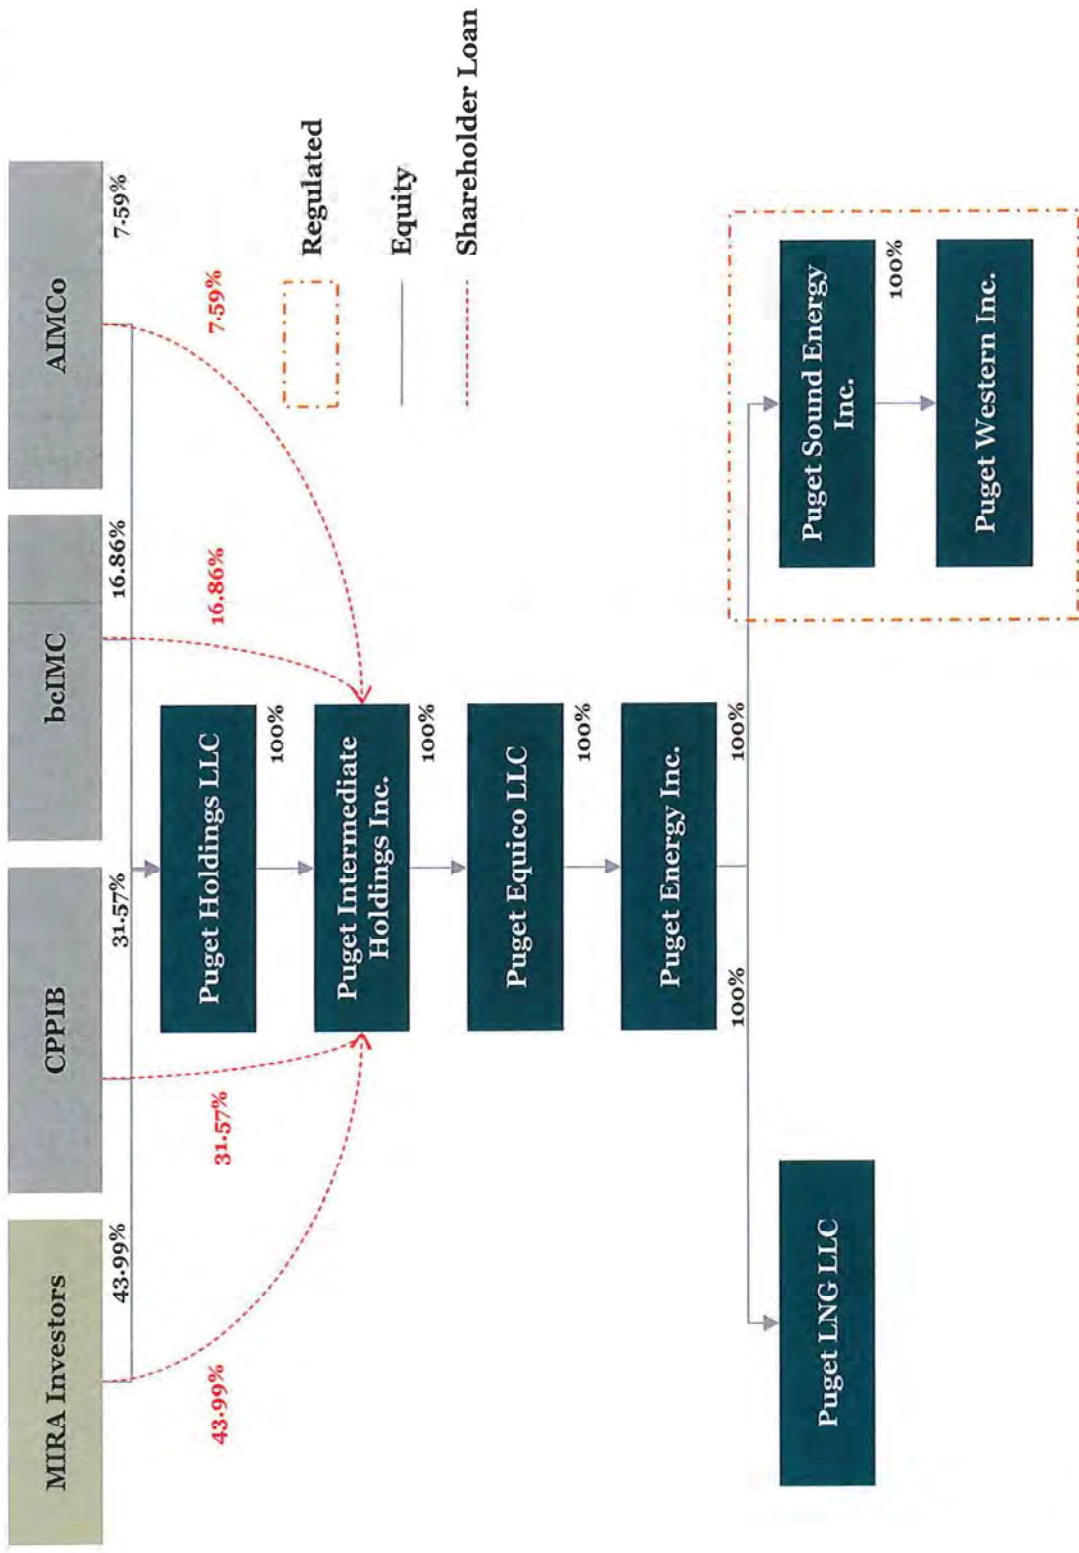 MIRA Investors
CPPIB
bcIMC
AIMCo
43.99%
31.57%
16.86%
7.59%
43.99%
31.57%
16.86%
7.59%
Puget Holdings LLC
100%
Puget Intermediate
Holdings Inc.
100%
Puget Equico LLC
100%
Puget Energy Inc.
100%
100%
Puget LNG LLC
Puget Sound Energy
Inc.
100%
Puget Western Inc.
Regulated
Equity
Shareholder Loan